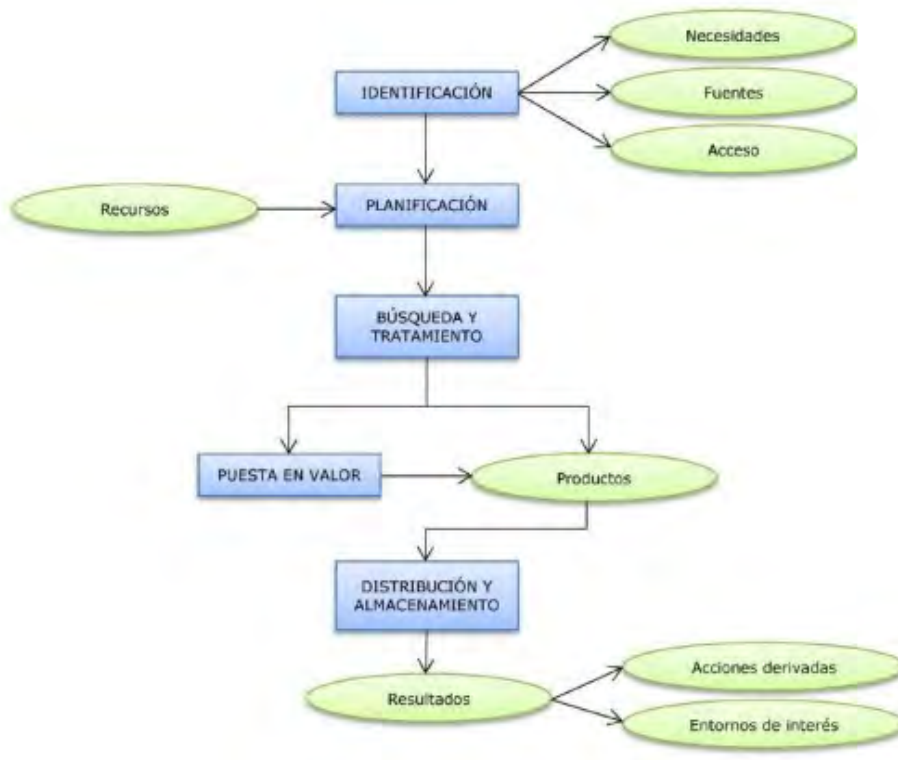 Necesidades
IDENTIFICACIÓN
Fuentes
Acceso
Recursos
PLANIFICACIÓN
BÚSQUEDA Y
TRATAMIENTO
PUESTA EN VALOR
Productos
DISTRIBUCIÓN Y
ALMACENAMIENTO
Acciones derivadas
Resultados
Entornos de interés